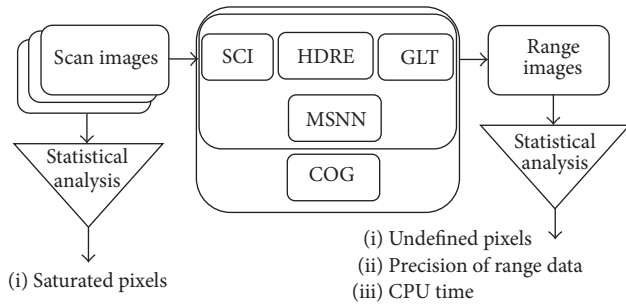 Scan images
SCI
HDRE
GLT
Range
images
MSNN
Statistical
analysis
Statistical
analysis
COG
(i) Saturated pixels
(i) Undefined pixels
(ii) Precision of range data
(iii) CPU time